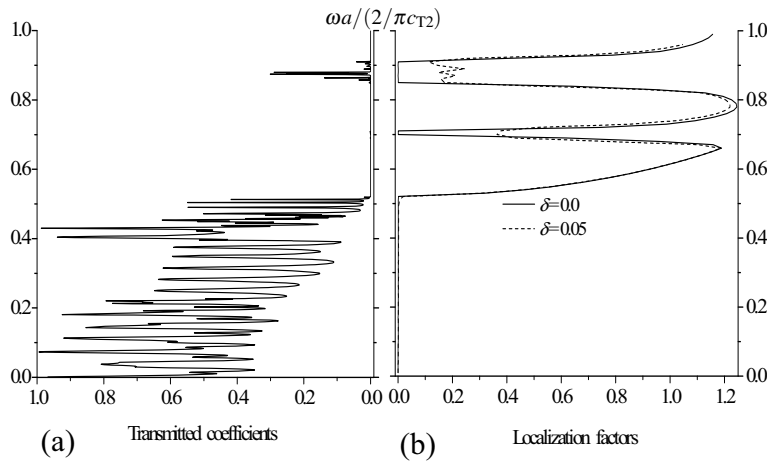 ωa/(2/πcT2)
1.0
0.8
0.6
0.4
0.2
0.0
1.0
0.8
0.6
0.4
0.2
0.0
δ=0.0
δ=0.05
1.0 0.8 0.6 0.4 0.2 0.0
0.0 0.2 0.4 0.6 0.8 1.0 1.2
(a) Transmitted coefficients
(b) Localization factors